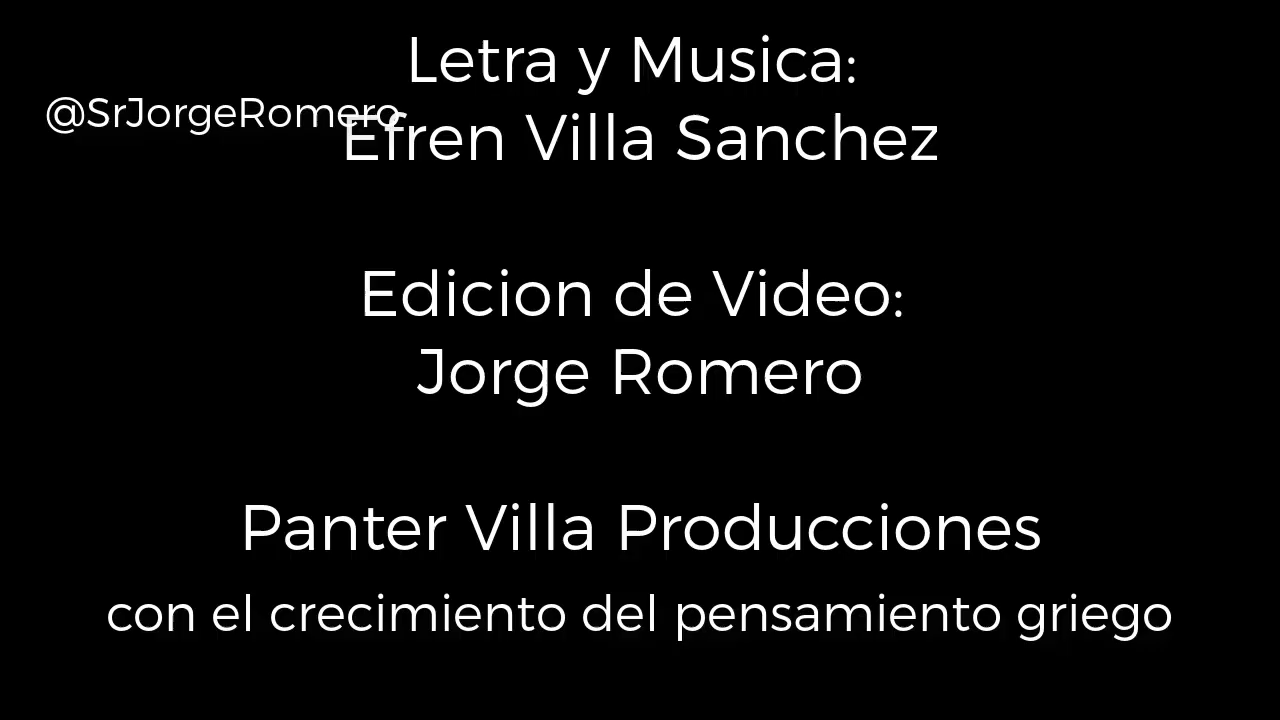 Letra y Musica:
@SrJorgeRomero
Efren Villa Sanchez
Edicion de Video:
Jorge Romero
Panter Villa Producciones
con el crecimiento del pensamiento griego